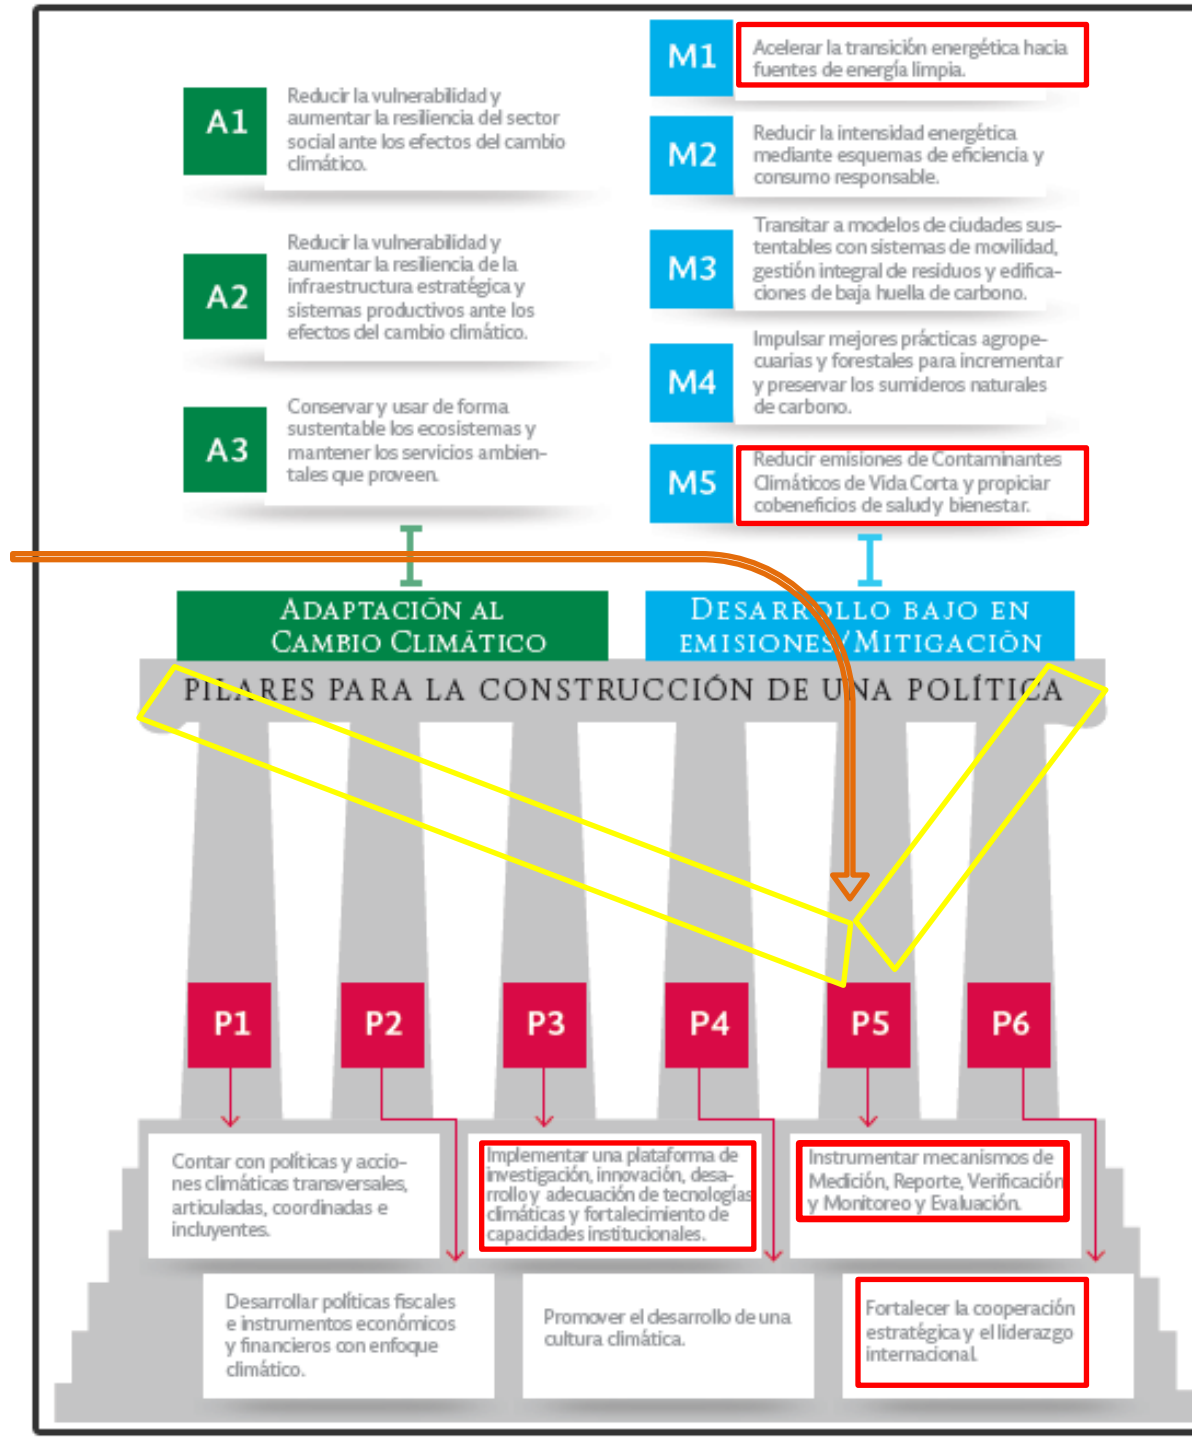 A1
Reducir la vulnerabilidad y
aumentar la resiliencia del sector
social ante los efectos del cambio
climático.
A2
Reducir la vulnerabilidad y
aumentar la resiliencia de la
infraestructura estratégica y
sistemas productivos ante los
efectos del cambio climático.
A3
Conservar y usar de forma
sustentable los ecosistemas y
mantener los servicios ambien-
tales que proveen.
M1
Acelerar la transición energética hacia
fuentes de energía limpia.
M2
Reducir la intensidad energética
mediante esquemas de eficiencia y
consumo responsable.
M3
Transitar a modelos de ciudades sus-
tentables con sistemas de movilidad,
gestión integral de residuos y edifica-
ciones de baja huella de carbono.
M4
Impulsar mejores prácticas agrope-
cuarias y forestales para incrementar
y preservar los sumideros naturales
de carbono.
M5
Reducir emisiones de Contaminantes
Climáticos de Vida Corta y propiciar
cobeneficios de salud y bienestar.
ADAPTACIÓN AL
CAMBIO CLIMÁTICO
DESARROLLO BAJO EN
EMISIONES/MITIGACIÓN
PILARES PARA LA CONSTRUCCIÓN DE UNA POLÍTICA
P1
P2
P3
P4
P5
P6
Contar con políticas y accio-
nes climáticas transversales,
articuladas, coordinadas e
incluyentes.
Implementar una plataforma de
investigación, innovación, desa-
rrollo y adecuación de tecnologías
climáticas y fortalecimiento de
capacidades institucionales.
Instrumentar mecanismos de
Medición, Reporte, Verificación
y Monitoreo y Evaluación.
Desarrollar políticas fiscales
e instrumentos económicos
y financieros con enfoque
climático.
Promover el desarrollo de una
cultura climática.
Fortalecer la cooperación
estratégica y el liderazgo
internacional.